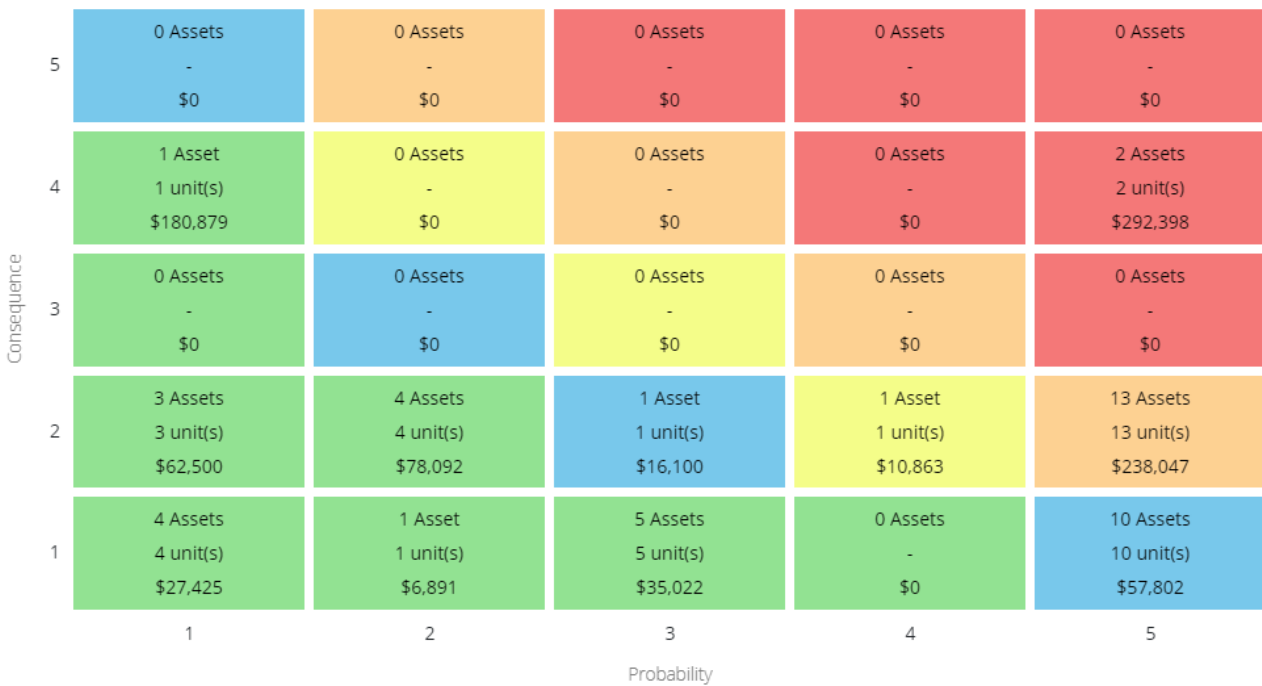 0 Assets 0 Assets 0 Assets 0 Assets 0 Assets
5 - - - - -
$0 $0 $0 $0 $0
1 Asset 0 Assets 0 Assets 0 Assets 2 Assets
4 1 unit(s) - - - 2 unit(s)
$180,879 $0 $0 $0 $292,398
0 Assets 0 Assets 0 Assets 0 Assets 0 Assets
3 - - - - -
$0 $0 $0 $0 $0
3 Assets 4 Assets 1 Asset 1 Asset 13 Assets
2 3 unit(s) 4 unit(s) 1 unit(s) 1 unit(s) 13 unit(s)
$62,500 $78,092 $16,100 $10,863 $238,047
4 Assets 1 Asset 5 Assets 0 Assets 10 Assets
1 4 unit(s) 1 unit(s) 5 unit(s) - 10 unit(s)
$27,425 $6,891 $35,022 $0 $57,802
1 2 3 4 5
Probability
Consequence